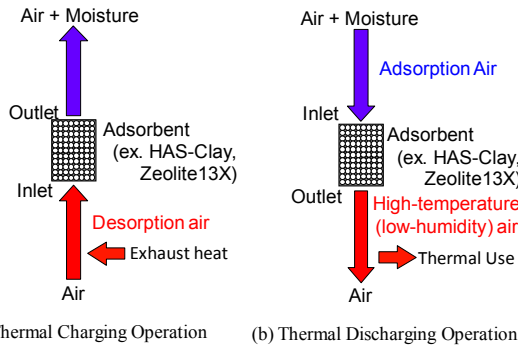 Air + Moisture
Outlet
Adsorbent
(ex. HAS-Clay,
Zeolite13X)
Inlet
Desorption air
Exhaust heat
Air
hermal Charging Operation
Air + Moisture
Adsorption Air
Inlet
Adsorbent
(ex. HAS-Clay,
Zeolite13X)
Outlet
High-temperature
(low-humidity) air
Thermal Use
Air
(b) Thermal Discharging Operation